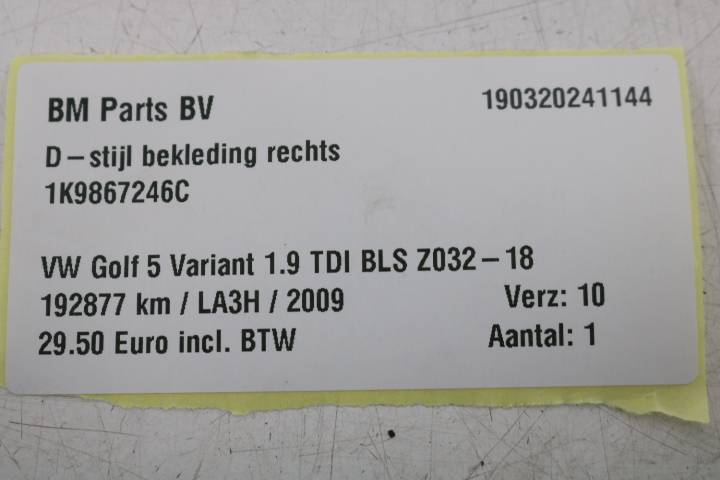 BM Parts BV 190320241144
D-stijl bekleding rechts
1K9867246C
VW Golf 5 Variant 1.9 TDI BLS Z032-18
192877 km / LA3H / 2009 Verz: 10
29.50 Euro incl. BTW Aantal: 1